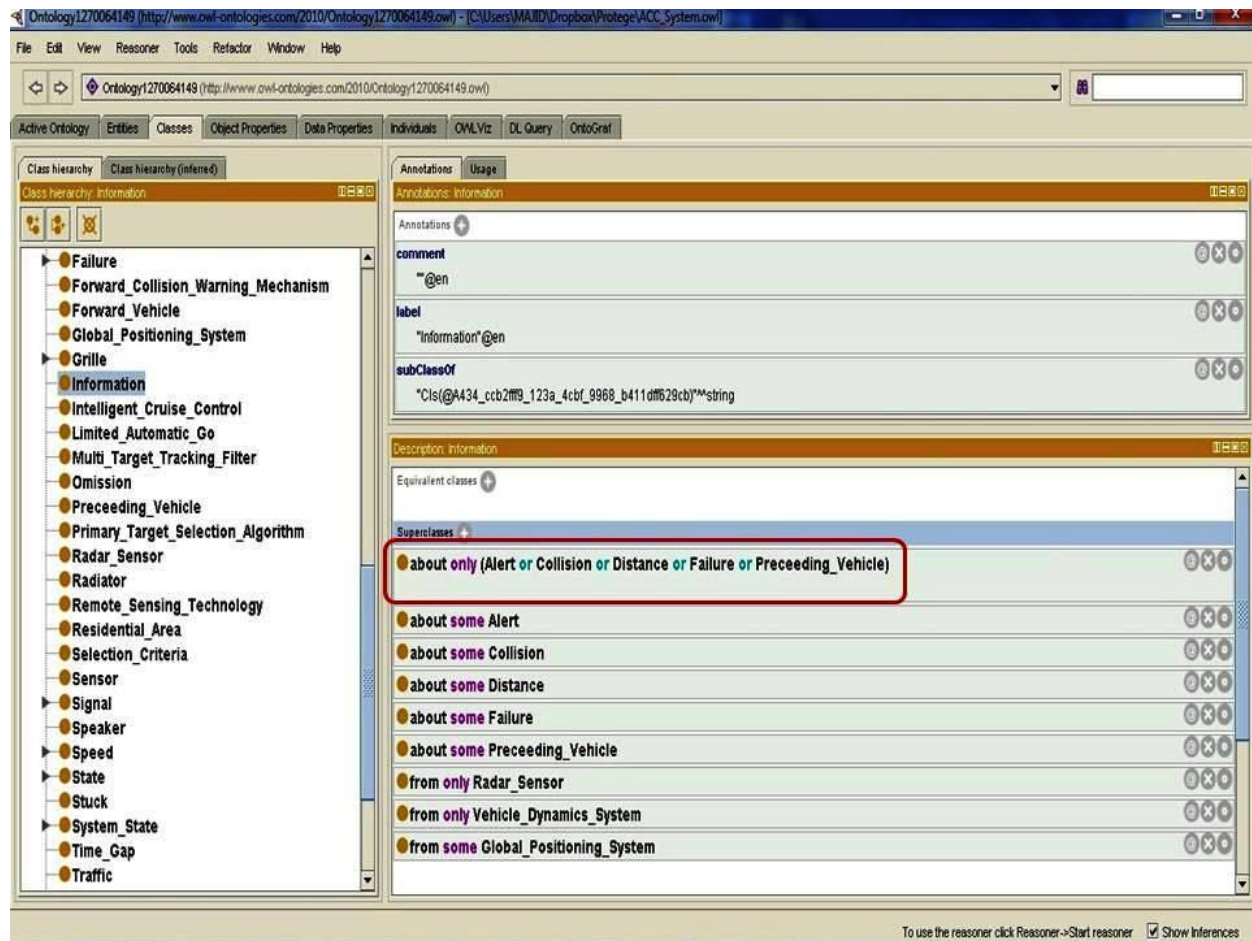 Ontology1270064149 (http://www.owl-ontologies.com/2010/Ontology1270064149.owl) - [C:\Users\MAJID\Dropbox\Protege\ACC_System.owl]
File Edit View Reasoner Tools Refactor Window Help
Ontology1270064149 (http://www.owl-ontologies.com/2010/Ontology1270064149.owl)
Active Ontology Entities Classes Object Properties Data Properties Individuals OWLViz DL Query OntoGraf
Class hierarchy Class hierarchy (inferred)
Class hierarchy: Information
Failure
Forward_Collision_Warning_Mechanism
Forward_Vehicle
Global_Positioning_System
Grille
Information
Intelligent_Cruise_Control
Limited_Automatic_Go
Multi_Target_Tracking_Filter
Omission
Preceeding_Vehicle
Primary_Target_Selection_Algorithm
Radar_Sensor
Radiator
Remote_Sensing_Technology
Residential_Area
Selection_Criteria
Sensor
Signal
Speaker
Speed
State
Stuck
System_State
Time_Gap
Traffic
Annotations Usage
Annotations: Information
Annotations
comment
""@en
label
"Information"@en
subClassOf
"Cls(@A434_ccb2fff9_123a_4cbf_9968_b411dff629cb)"^^string
Description: Information
Equivalent classes
Superclasses
about only (Alert or Collision or Distance or Failure or Preceeding_Vehicle)
about some Alert
about some Collision
about some Distance
about some Failure
about some Preceeding_Vehicle
from only Radar_Sensor
from only Vehicle_Dynamics_System
from some Global_Positioning_System
To use the reasoner click Reasoner->Start reasoner Show Inferences